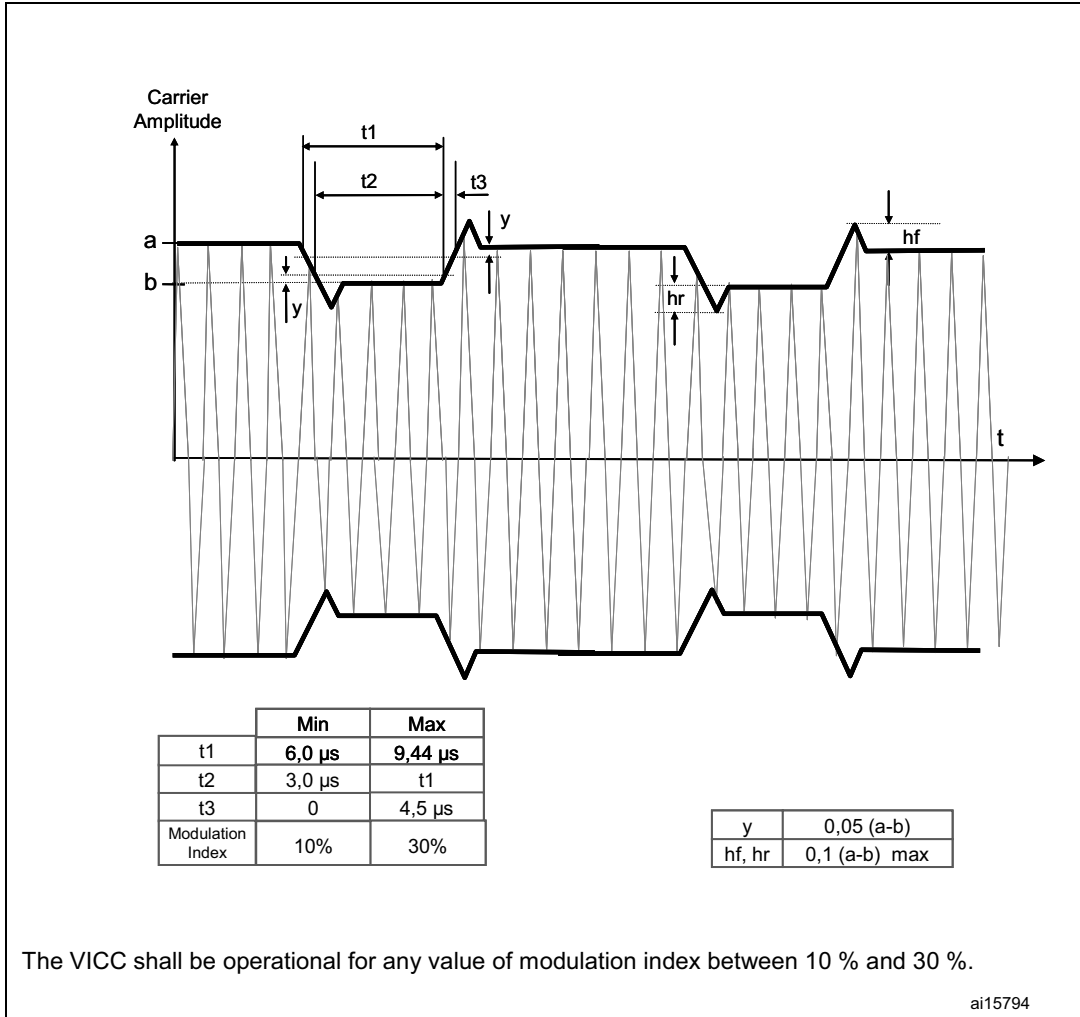 Carrier
Amplitude
t1
t2
t3
y
a
b
y
hr
hf
t
Min Max
t1 6,0 µs 9,44 µs
t2 3,0 µs t1
t3 0 4,5 µs
Modulation
Index 10% 30%
y 0,05 (a-b)
hf, hr 0,1 (a-b) max
The VICC shall be operational for any value of modulation index between 10 % and 30 %.
ai15794